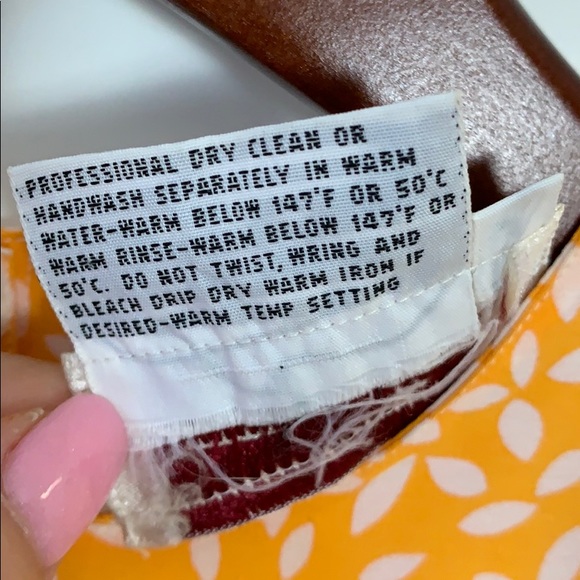 PROFESSIONAL DRY CLEAN OR
HANDWASH SEPARATELY IN WARM
WATER-WARM BELOW 147°F OR 50°C
WARM RINSE-WARM BELOW 147°F OR
50°C. DO NOT TWIST, WRING AND
BLEACH DRIP DRY WARM IRON IF
DESIRED-WARM TEMP SETTING